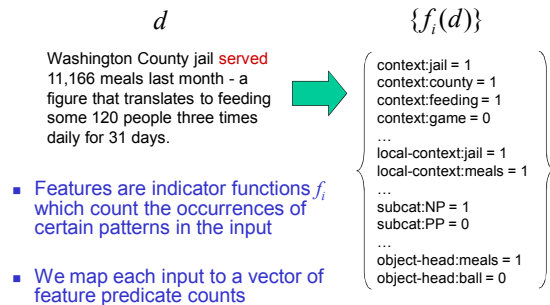 d
{f_i(d)}
Washington County jail served
11,166 meals last month - a
figure that translates to feeding
some 120 people three times
daily for 31 days.
context:jail = 1
context:county = 1
context:feeding = 1
context:game = 0
…
local-context:jail = 1
local-context:meals = 1
…
subcat:NP = 1
subcat:PP = 0
…
object-head:meals = 1
object-head:ball = 0
Features are indicator functions f_i
which count the occurrences of
certain patterns in the input
We map each input to a vector of
feature predicate counts